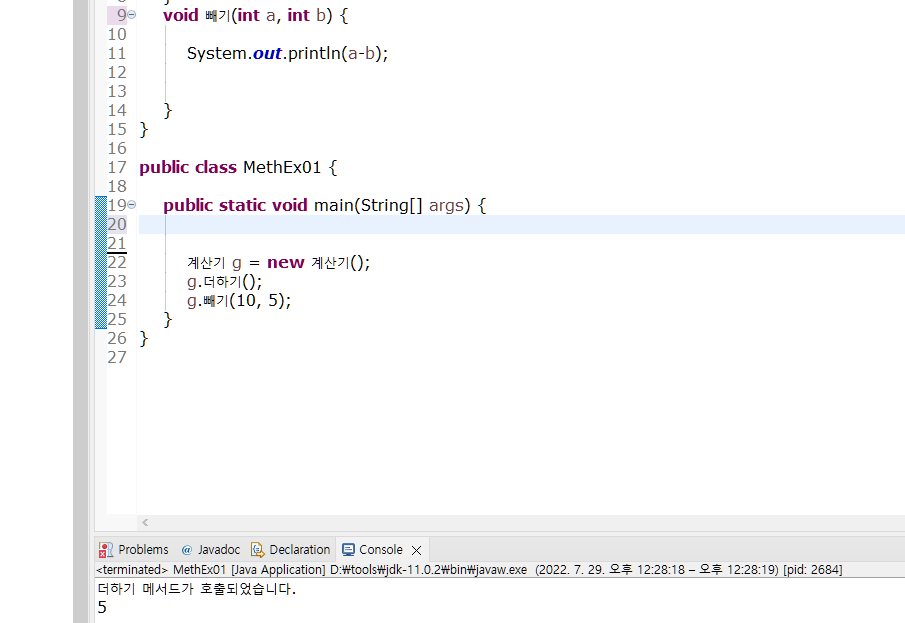 9 void 빼기(int a, int b) {
10
11 System.out.println(a-b);
12
13
14 }
15 }
16
17 public class MethEx01 {
18
19 public static void main(String[] args) {
20
21
22 계산기 g = new 계산기();
23 g.더하기();
24 g.빼기(10, 5);
25 }
26 }
27
Problems @ Javadoc Declaration Console
<terminated> MethEx01 [Java Application] D:₩tools₩jdk-11.0.2₩bin₩javaw.exe (2022. 7. 29. 오후 12:28:18 – 오후 12:28:19) [pid: 2684]
더하기 메서드가 호출되었습니다.
5